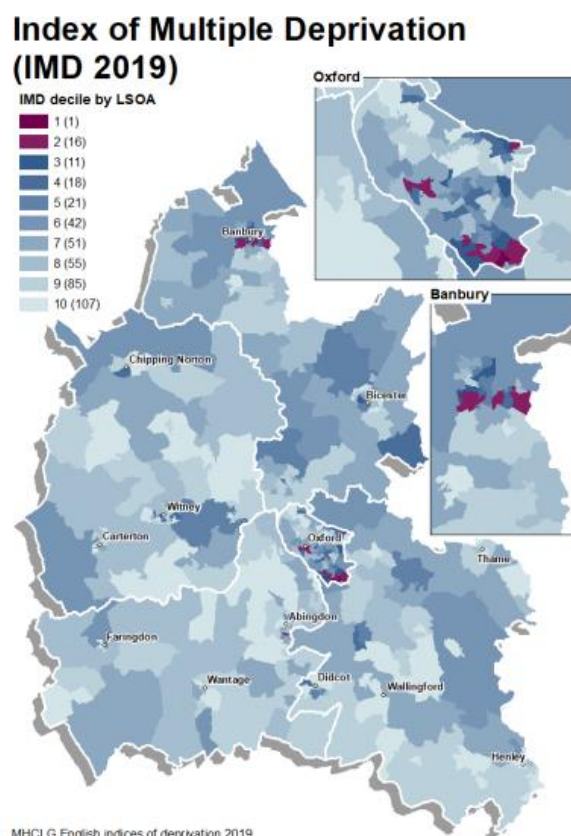 Index of Multiple Deprivation
(IMD 2019)
IMD decile by LSOA
1 (1)
2 (16)
3 (11)
4 (18)
5 (21)
6 (42)
7 (51)
8 (55)
9 (85)
10 (107)
Oxford
Banbury
Banbury
Chipping Norton
Bicester
Witney
Carterton
Oxford
Thame
Abingdon
Faringdon
Wantage
Didcot
Wallingford
Henley
MHCLG English indices of deprivation 2019